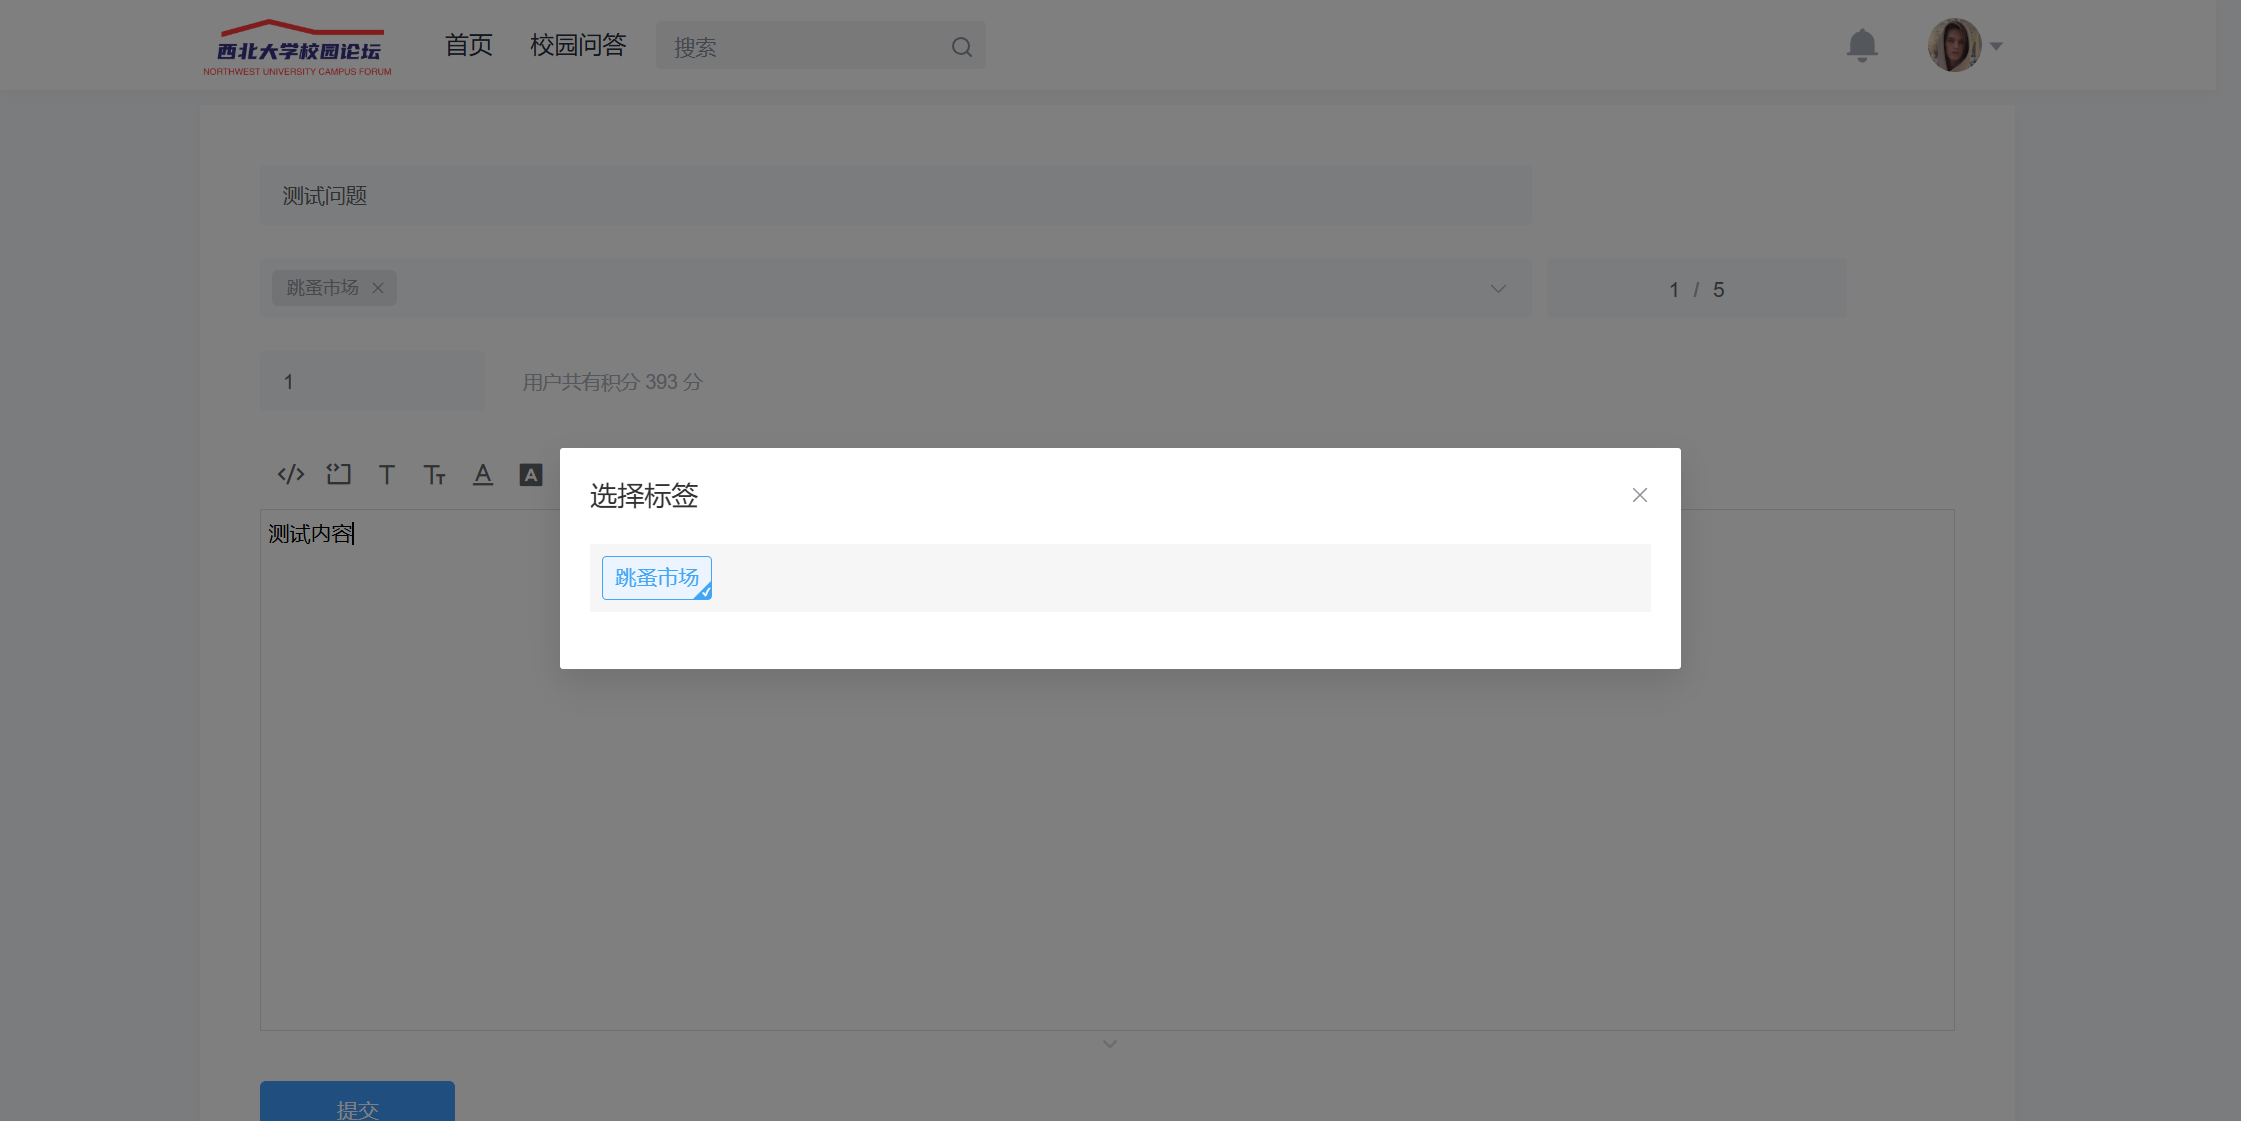 西北大学校园论坛
NORTHWEST UNIVERSITY CAMPUS FORUM
首页
校园问答
搜索
测试问题
跳蚤市场
1 / 5
1
用户共有积分 393 分
测试内容
选择标签
跳蚤市场
提交